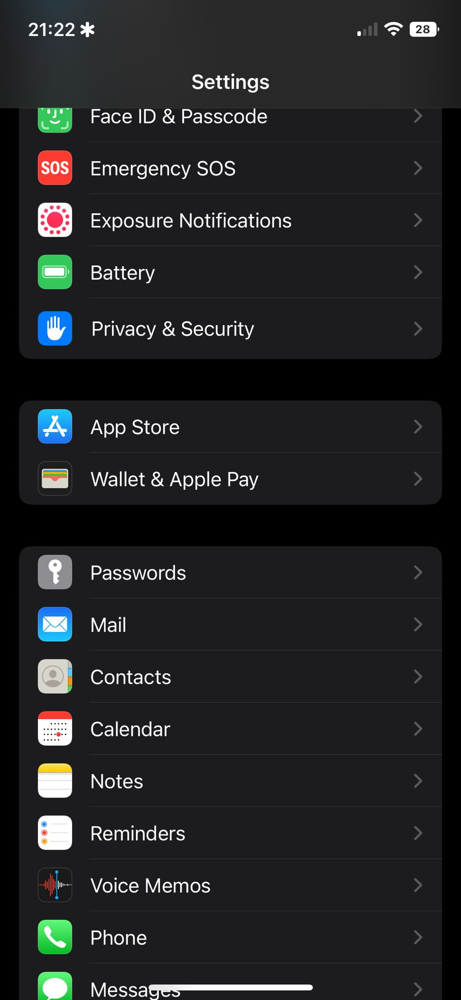 21:22
28
Settings
Face ID & Passcode
SOS
Emergency SOS
Exposure Notifications
Battery
Privacy & Security
App Store
Wallet & Apple Pay
Passwords
Mail
Contacts
Calendar
Notes
Reminders
Voice Memos
Phone
Messages